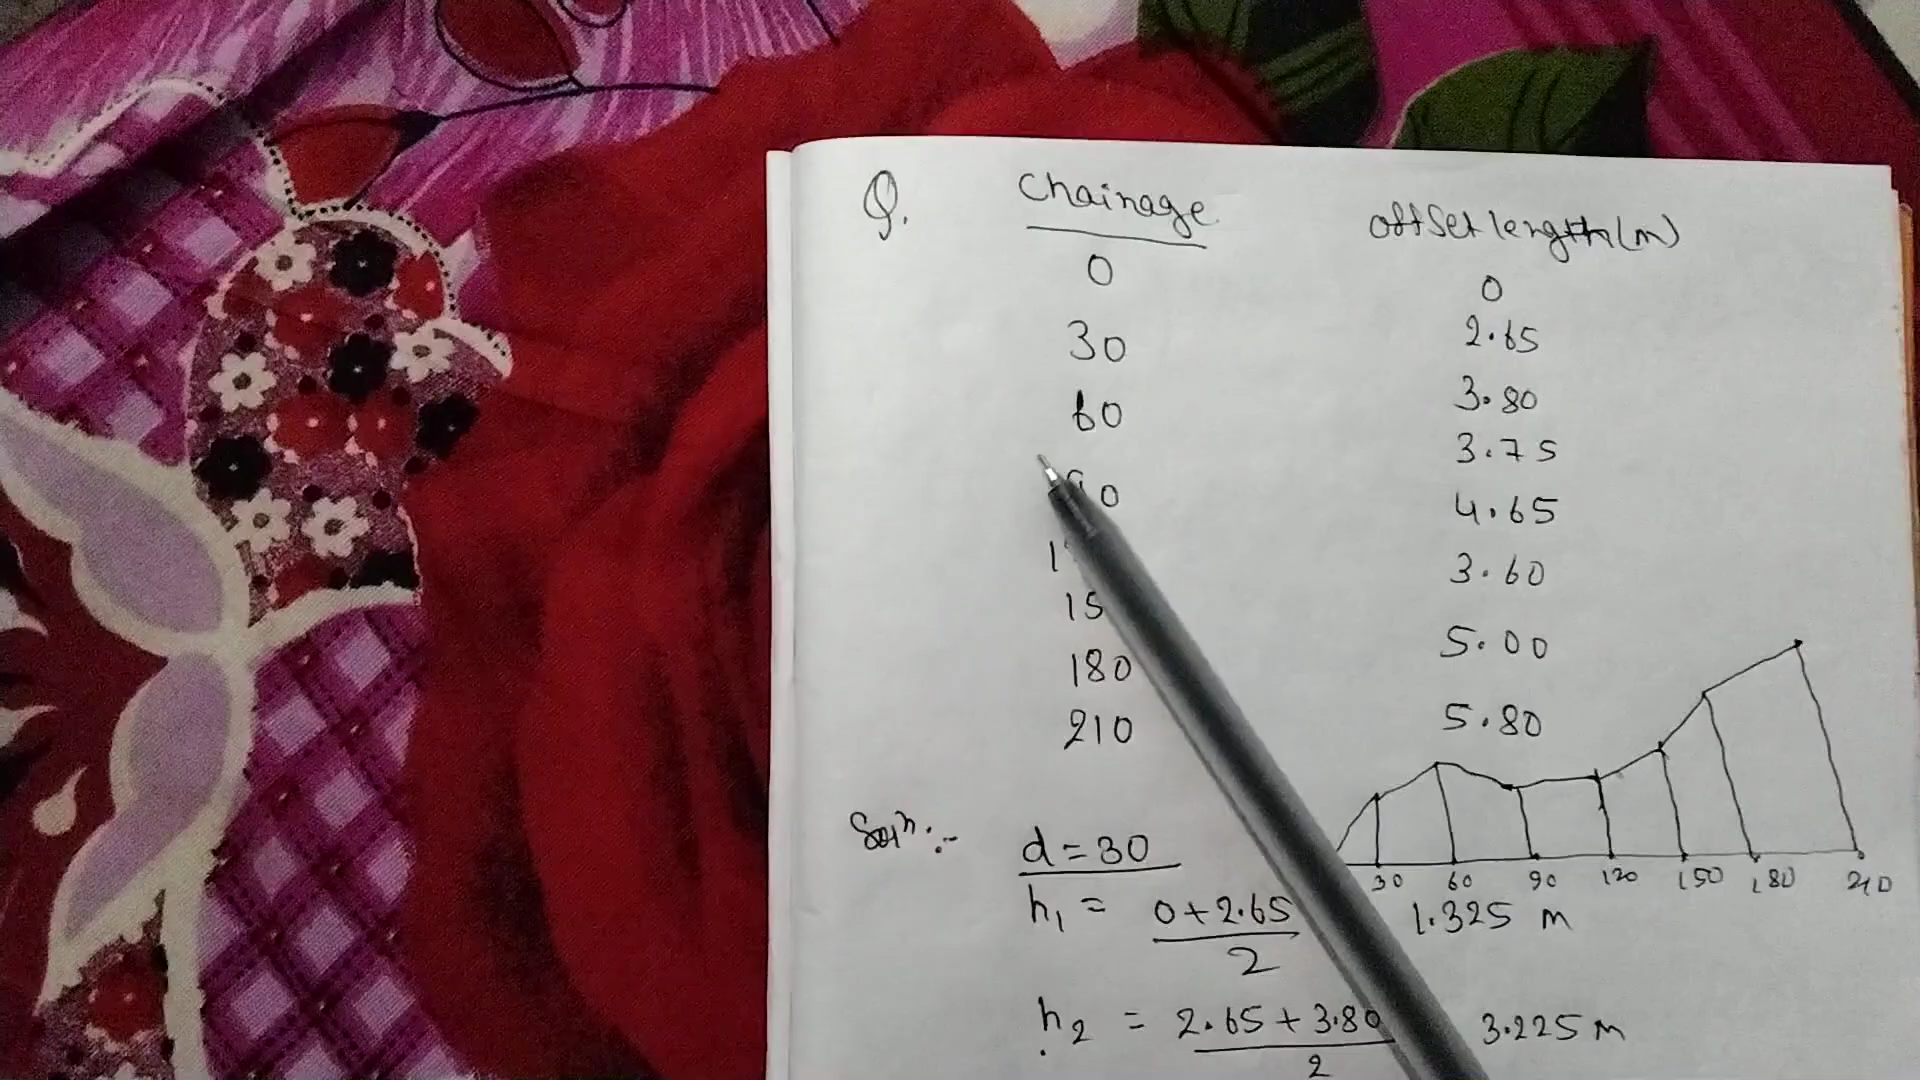 Q. Chainage offset length(m)
0 0
30 2.65
60 3.80
3.75
4.65
3.60
180 5.00
210 5.80
Soln:-
d=30
30 60 90 120 150 180 210
h1 = 0+2.65 / 2 1.325 m
h2 = 2.65+3.80 / 2 3.225 m